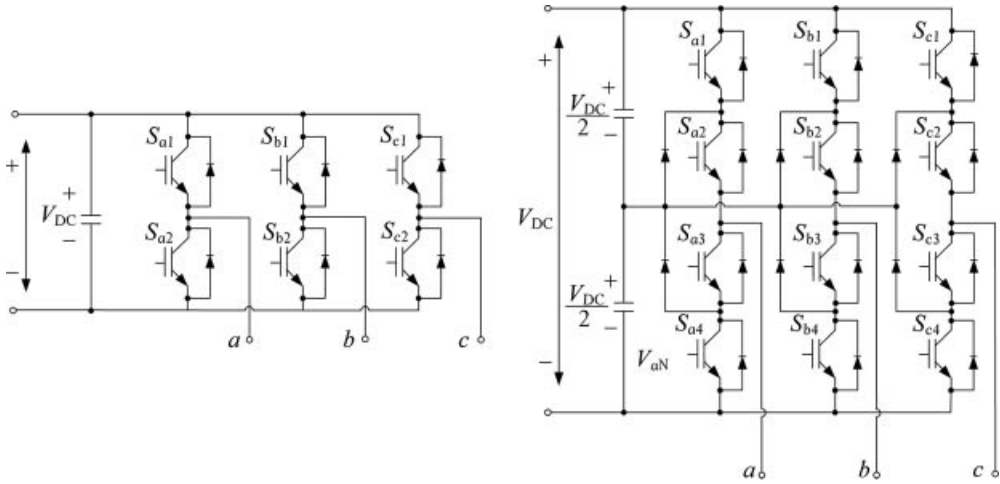 S_a1 S_b1 S_c1
+ V_DC + −
S_a2 S_b2 S_c2
−
a b c
S_a1 S_b1 S_c1
+
V_DC/2 + −
S_a2 S_b2 S_c2
V_DC
S_a3 S_b3 S_c3
V_DC/2 + −
S_a4 S_b4 S_c4
− V_aN
a b c